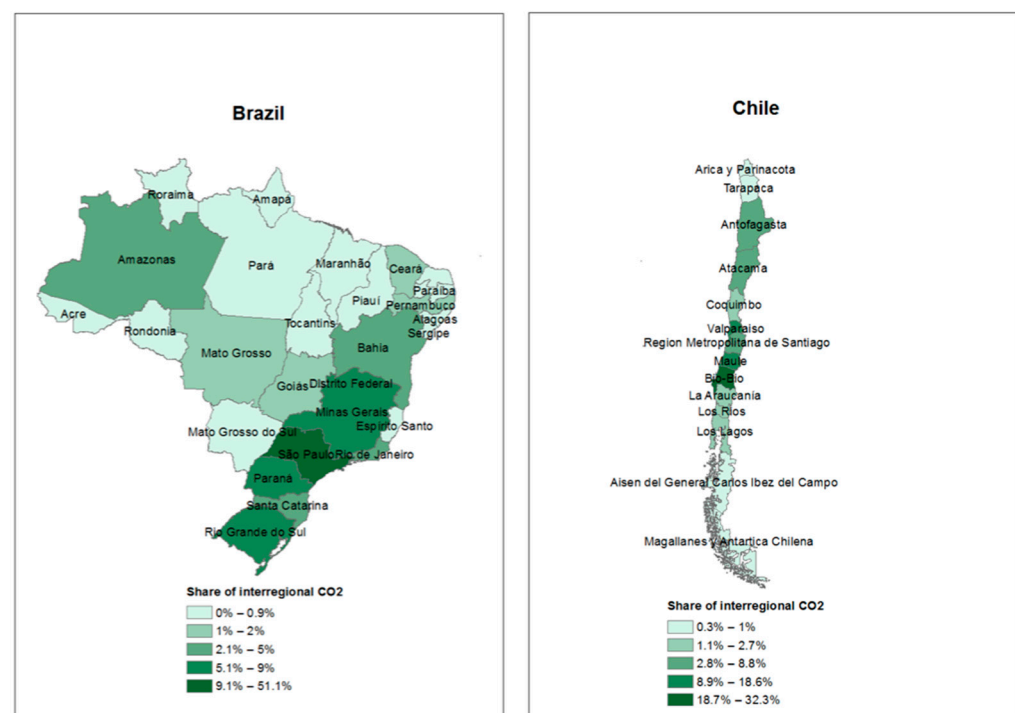 Brazil
Roraima
Amapá
Amazonas
Pará
Maranhão
Ceará
Paraíba
Piauí
Pernambuco
Acre
Alagoas
Rondonia
Tocantins
Sergipe
Mato Grosso
Bahia
Goiás
Distrito Federal
Minas Gerais
Espírito Santo
Mato Grosso do Sul
São Paulo
Rio de Janeiro
Paraná
Santa Catarina
Rio Grande do Sul
Share of interregional CO2
0% – 0.9%
1% – 2%
2.1% – 5%
5.1% – 9%
9.1% – 51.1%
Chile
Arica y Parinacota
Tarapaca
Antofagasta
Atacama
Coquimbo
Valparaiso
Region Metropolitana de Santiago
Maule
Bio-Bio
La Araucanía
Los Rios
Los Lagos
Aisen del General Carlos Ibez del Campo
Magallanes y Antartica Chilena
Share of interregional CO2
0.3% – 1%
1.1% – 2.7%
2.8% – 8.8%
8.9% – 18.6%
18.7% – 32.3%